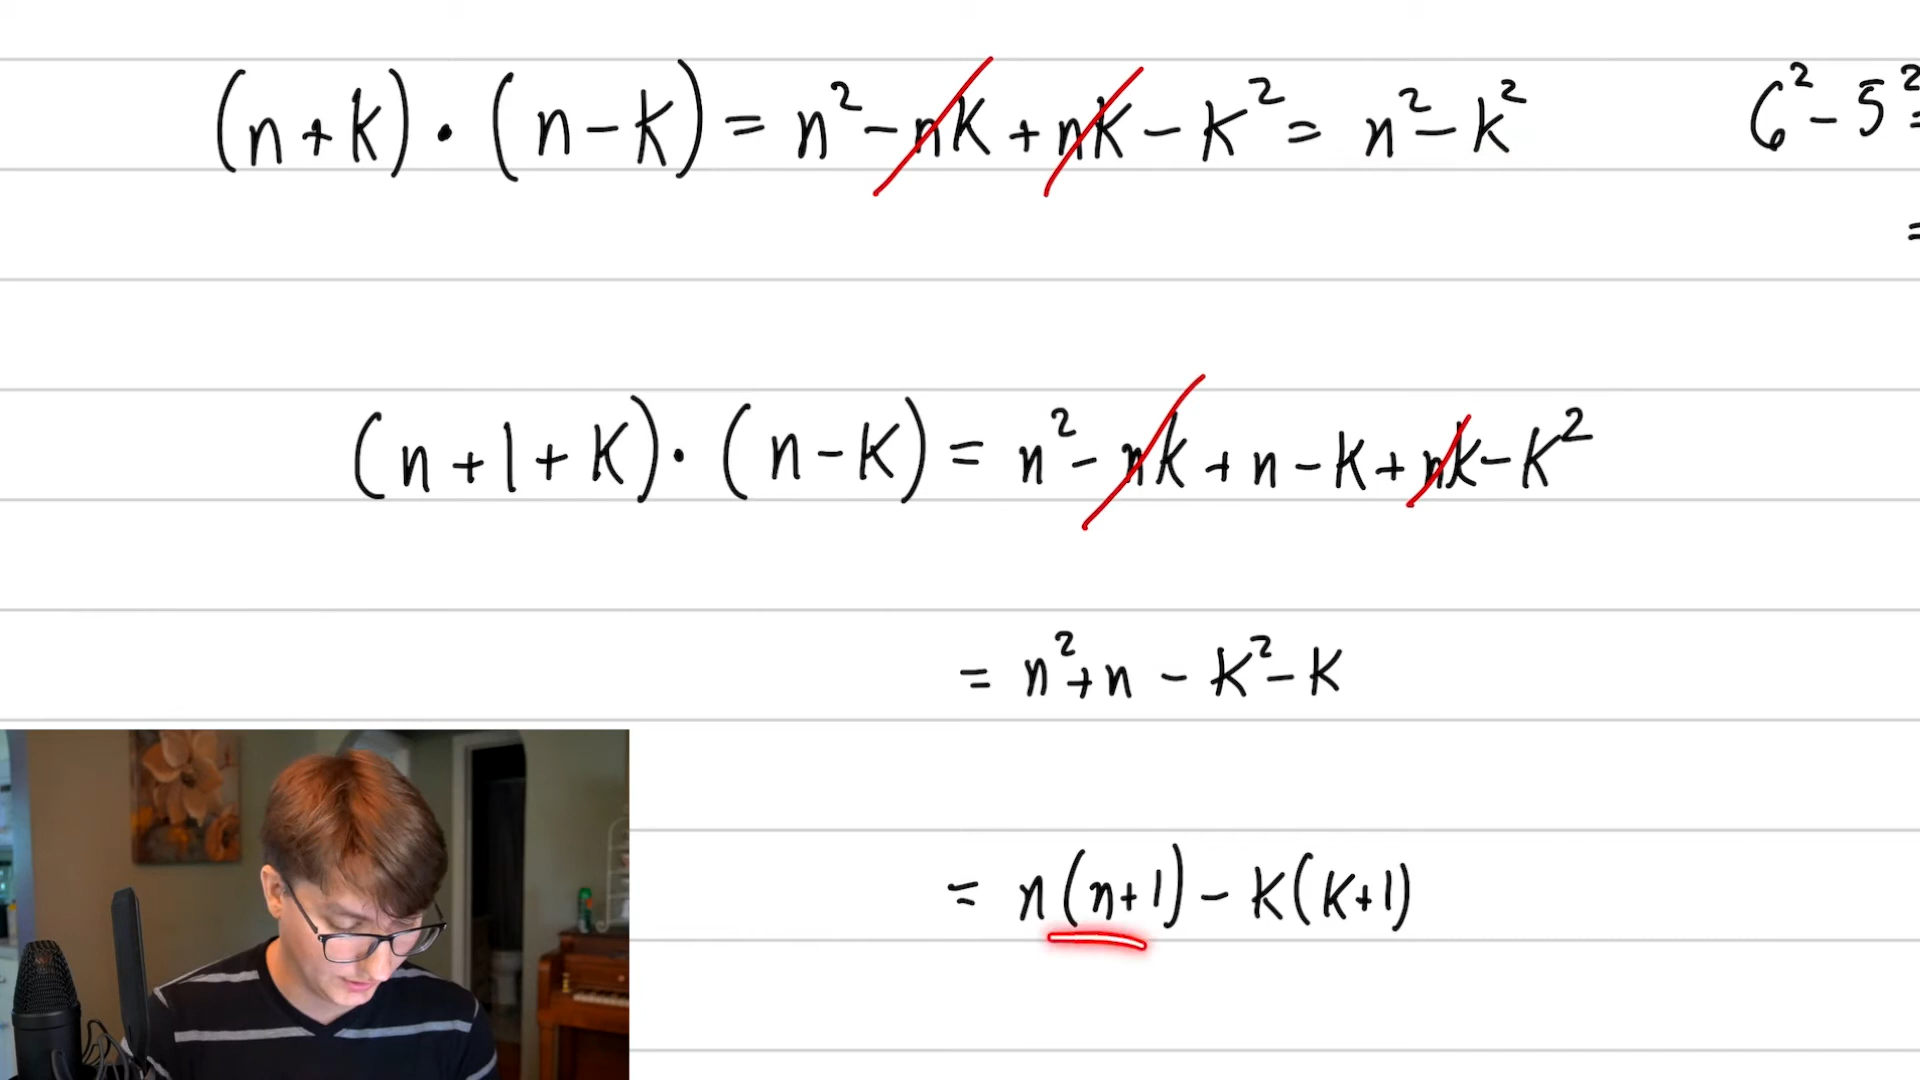 (n+k)·(n-k) = n²-nk+nk-k² = n²-k²
6²-5² =
=
(n+1+k)·(n-k) = n²-nk+n-k+nk-k²
= n²+n-k²-k
= n(n+1)-k(k+1)